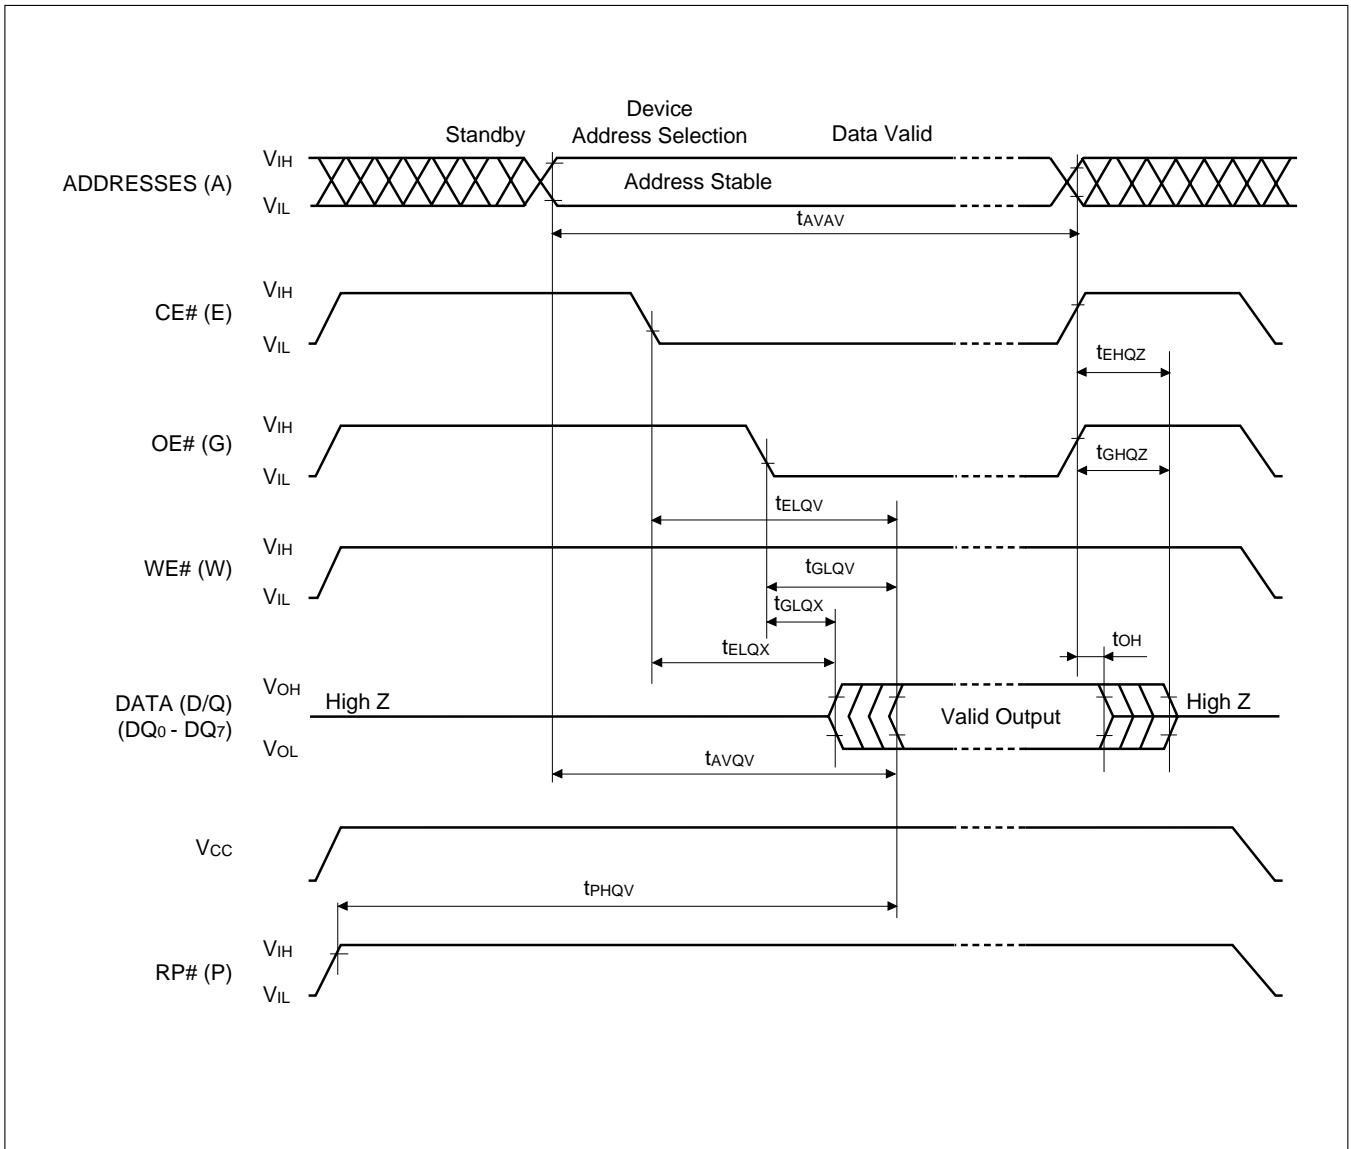 Device
Standby Address Selection Data Valid
VIH
ADDRESSES (A) Address Stable
VIL
tAVAV
VIH
CE# (E)
VIL
tEHQZ
VIH
OE# (G)
tGHQZ
VIL
tELQV
VIH
WE# (W)
tGLQV
VIL
tGLQX
tELQX
tOH
VOH
DATA (D/Q) High Z Valid Output High Z
(DQ0 - DQ7)
VOL
tAVQV
VCC
tPHQV
VIH
RP# (P)
VIL